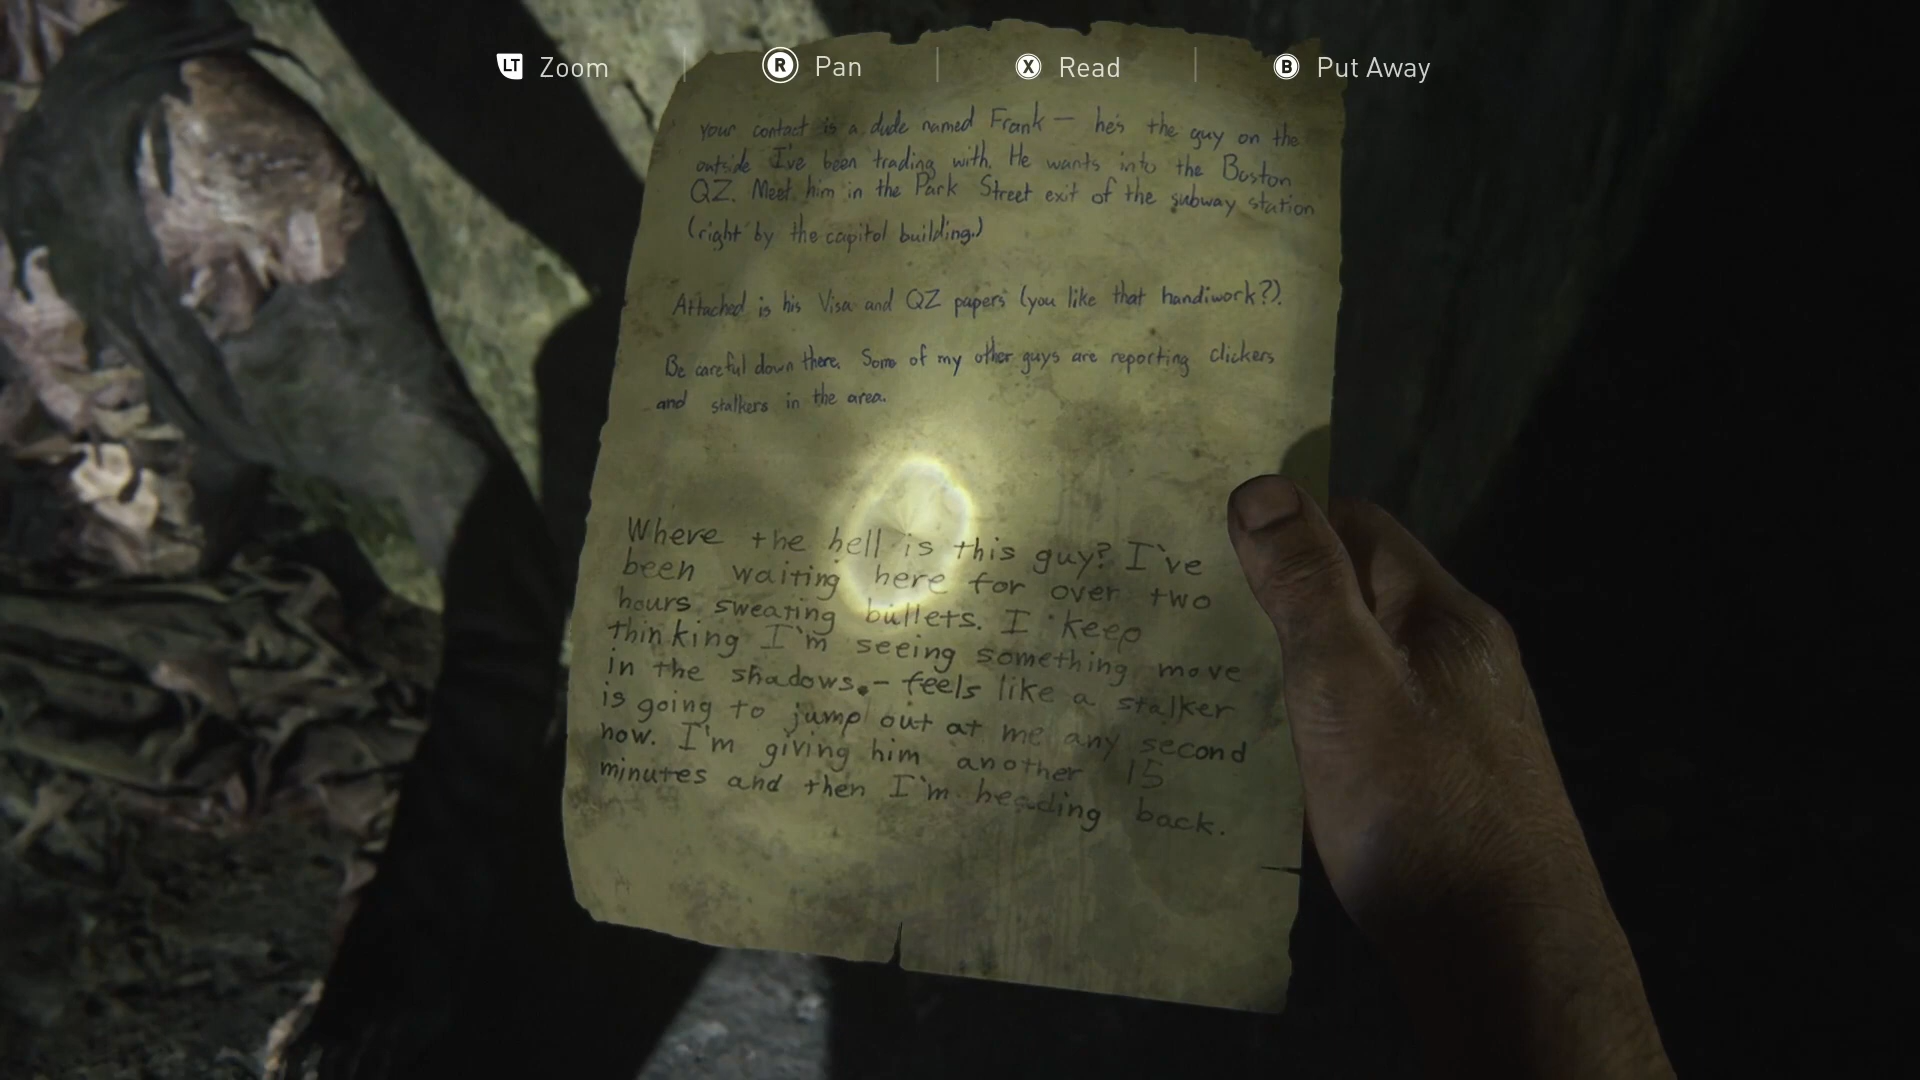 LT Zoom R Pan X Read B Put Away
Your contact is a dude named Frank — he's the guy on the
outside I've been trading with. He wants into the Boston
QZ. Meet him in the Park Street exit of the subway station
(right by the capitol building.)
Attached is his Visa and QZ papers (you like that handiwork?).
Be careful down there. Some of my other guys are reporting clickers
and stalkers in the area.
Where the hell is this guy? I've
been waiting here for over two
hours sweating bullets. I keep
thinking I'm seeing something move
in the shadows. - feels like a stalker
is going to jump out at me any second
now. I'm giving him another 15
minutes and then I'm heading back.